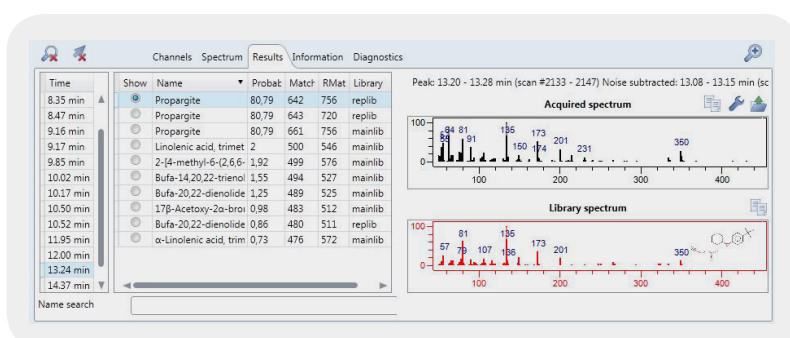 Channels Spectrum Results Information Diagnostics
Time
8.35 min
8.47 min
9.16 min
9.17 min
9.85 min
10.02 min
10.17 min
10.50 min
10.52 min
11.95 min
12.00 min
13.24 min
14.37 min
Show Name Probab Match RMat Library
Propargite 80,79 642 756 replib
Propargite 80,79 643 720 replib
Propargite 80,79 661 756 mainlib
Linolenic acid, trimet 2 500 546 mainlib
2-[4-methyl-6-(2,6,6- 1,92 499 576 mainlib
Bufa-14,20,22-trienol 1,55 494 527 mainlib
Bufa-20,22-dienolide 1,25 489 525 mainlib
17β-Acetoxy-2α-bro 0,98 483 512 mainlib
Bufa-20,22-dienolide 0,86 480 511 replib
α-Linolenic acid, trim 0,73 476 572 mainlib
Name search
Peak: 13.20 - 13.28 min (scan #2133 - 2147) Noise subtracted: 13.08 - 13.15 min (sc
Acquired spectrum
100
0
64 81 91 135 150 173 174 201 231 350
100 200 300 400
Library spectrum
100
0
57 79 81 107 135 136 173 201 350
100 200 300 400